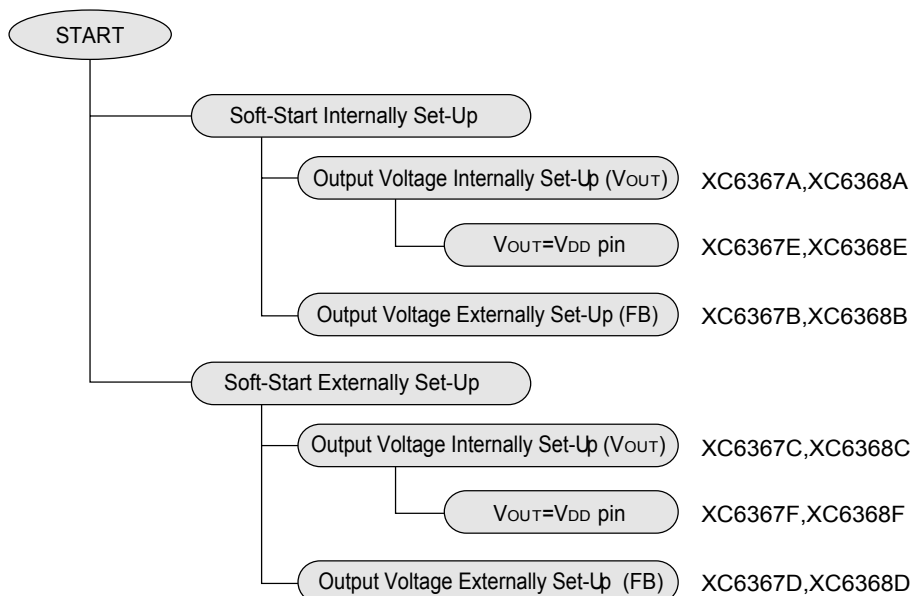 START
Soft-Start Internally Set-Up
Output Voltage Internally Set-Up (VOUT) XC6367A,XC6368A
VOUT=VDD pin XC6367E,XC6368E
Output Voltage Externally Set-Up (FB) XC6367B,XC6368B
Soft-Start Externally Set-Up
Output Voltage Internally Set-Up (VOUT) XC6367C,XC6368C
VOUT=VDD pin XC6367F,XC6368F
Output Voltage Externally Set-Up (FB) XC6367D,XC6368D